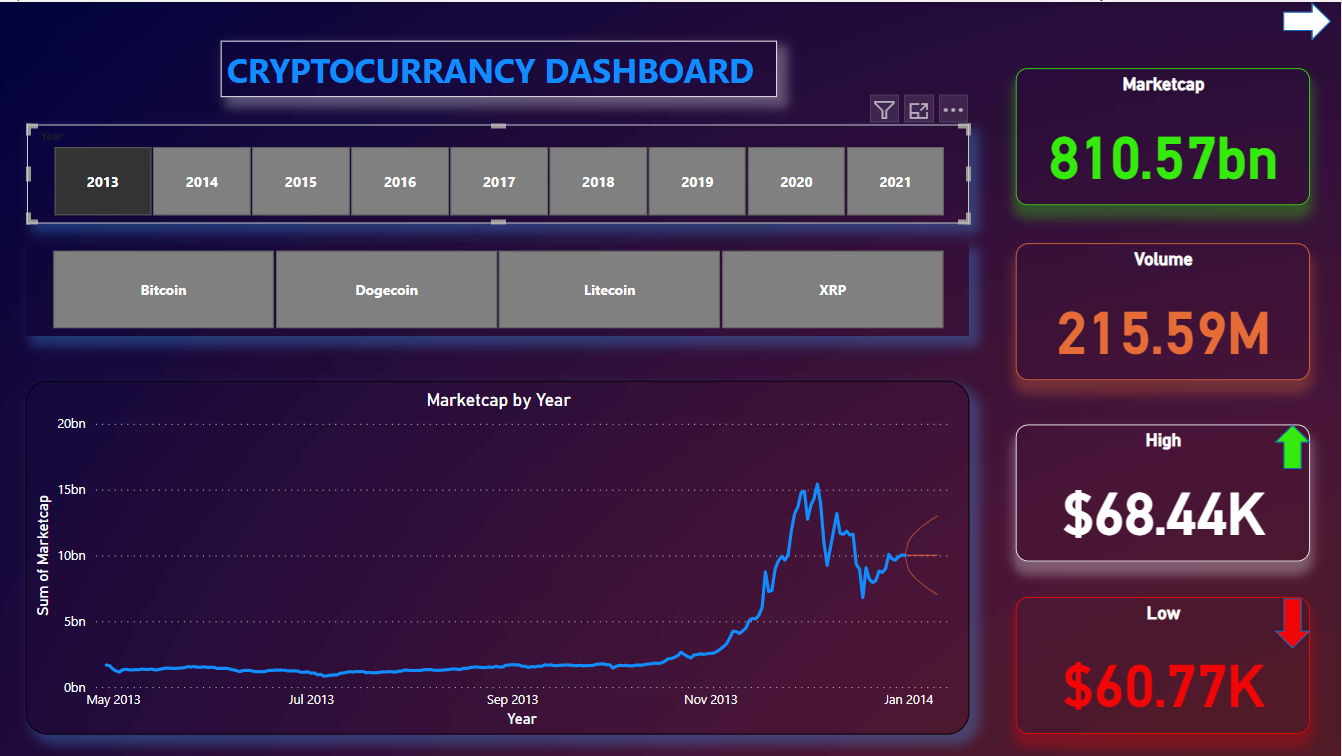 CRYPTOCURRANCY DASHBOARD
Year
2013 2014 2015 2016 2017 2018 2019 2020 2021
Bitcoin Dogecoin Litecoin XRP
Marketcap by Year
20bn
15bn
10bn
5bn
0bn
Sum of Marketcap
May 2013 Jul 2013 Sep 2013 Nov 2013 Jan 2014
Year
Marketcap
810.57bn
Volume
215.59M
High
$68.44K
Low
$60.77K